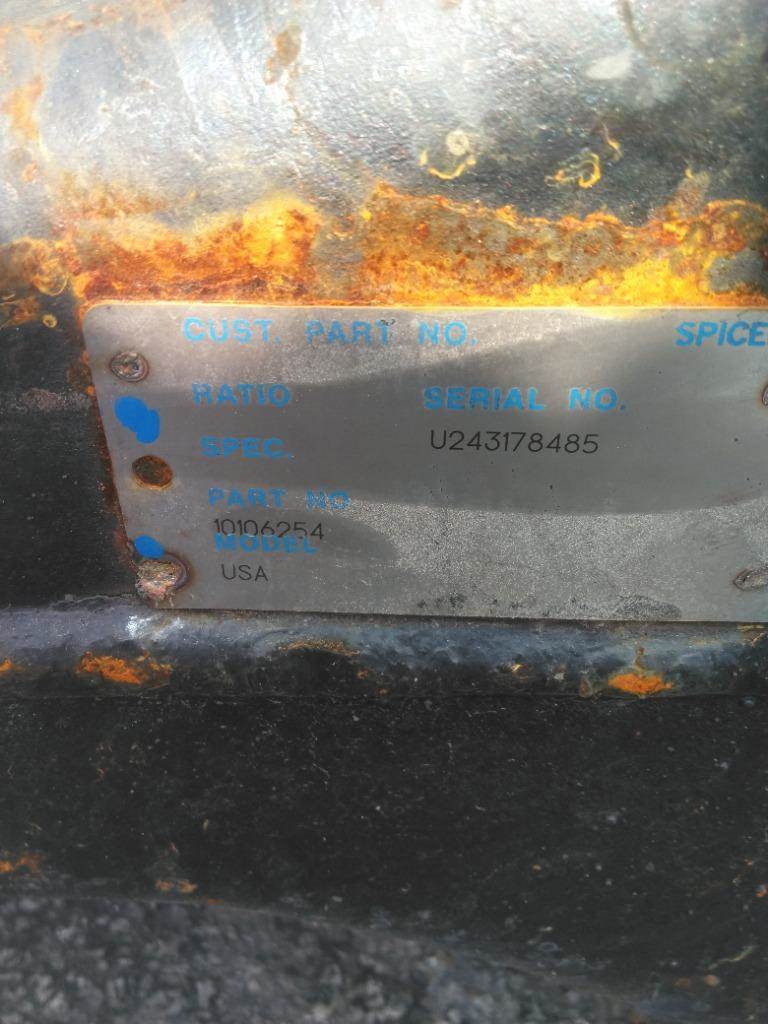 CUST. PART NO. SPICE
RATIO SERIAL NO.
U243178485
SPEC.
PART NO
10106254
MODEL
USA